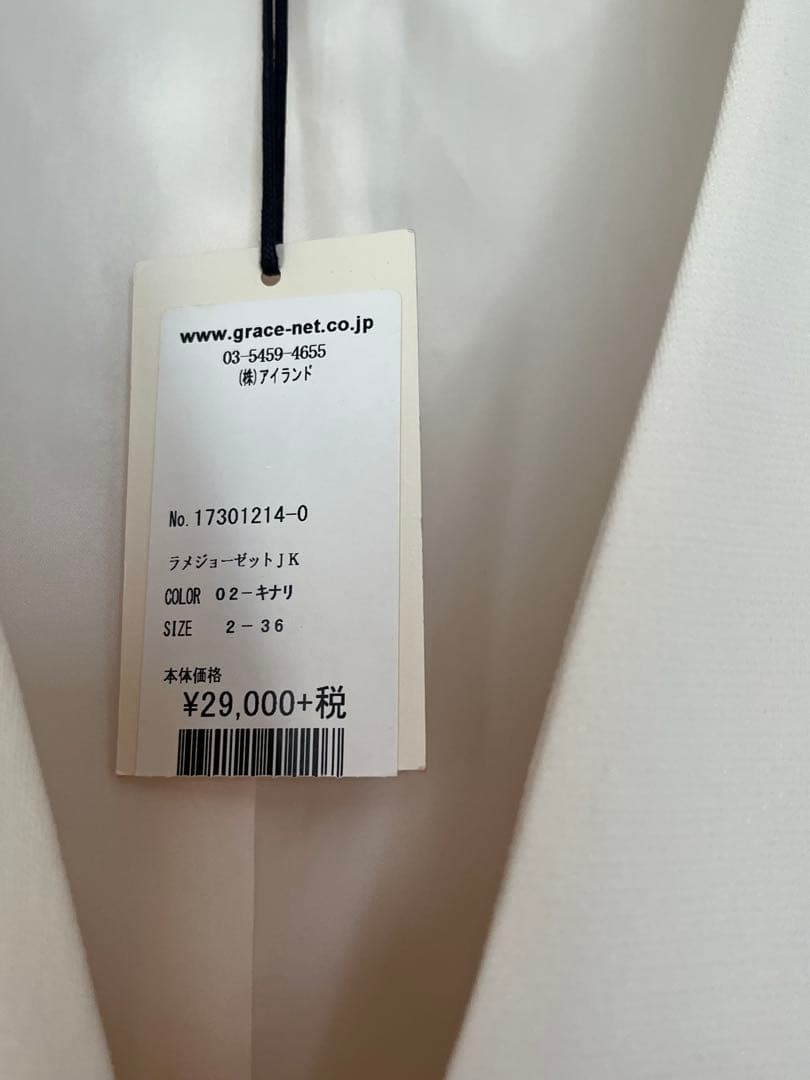 www.grace-net.co.jp
03-5459-4655
(株)アイランド
No.17301214-0
ラメジョーゼットJK
COLOR 02-キナリ
SIZE 2-36
本体価格
¥29,000+税